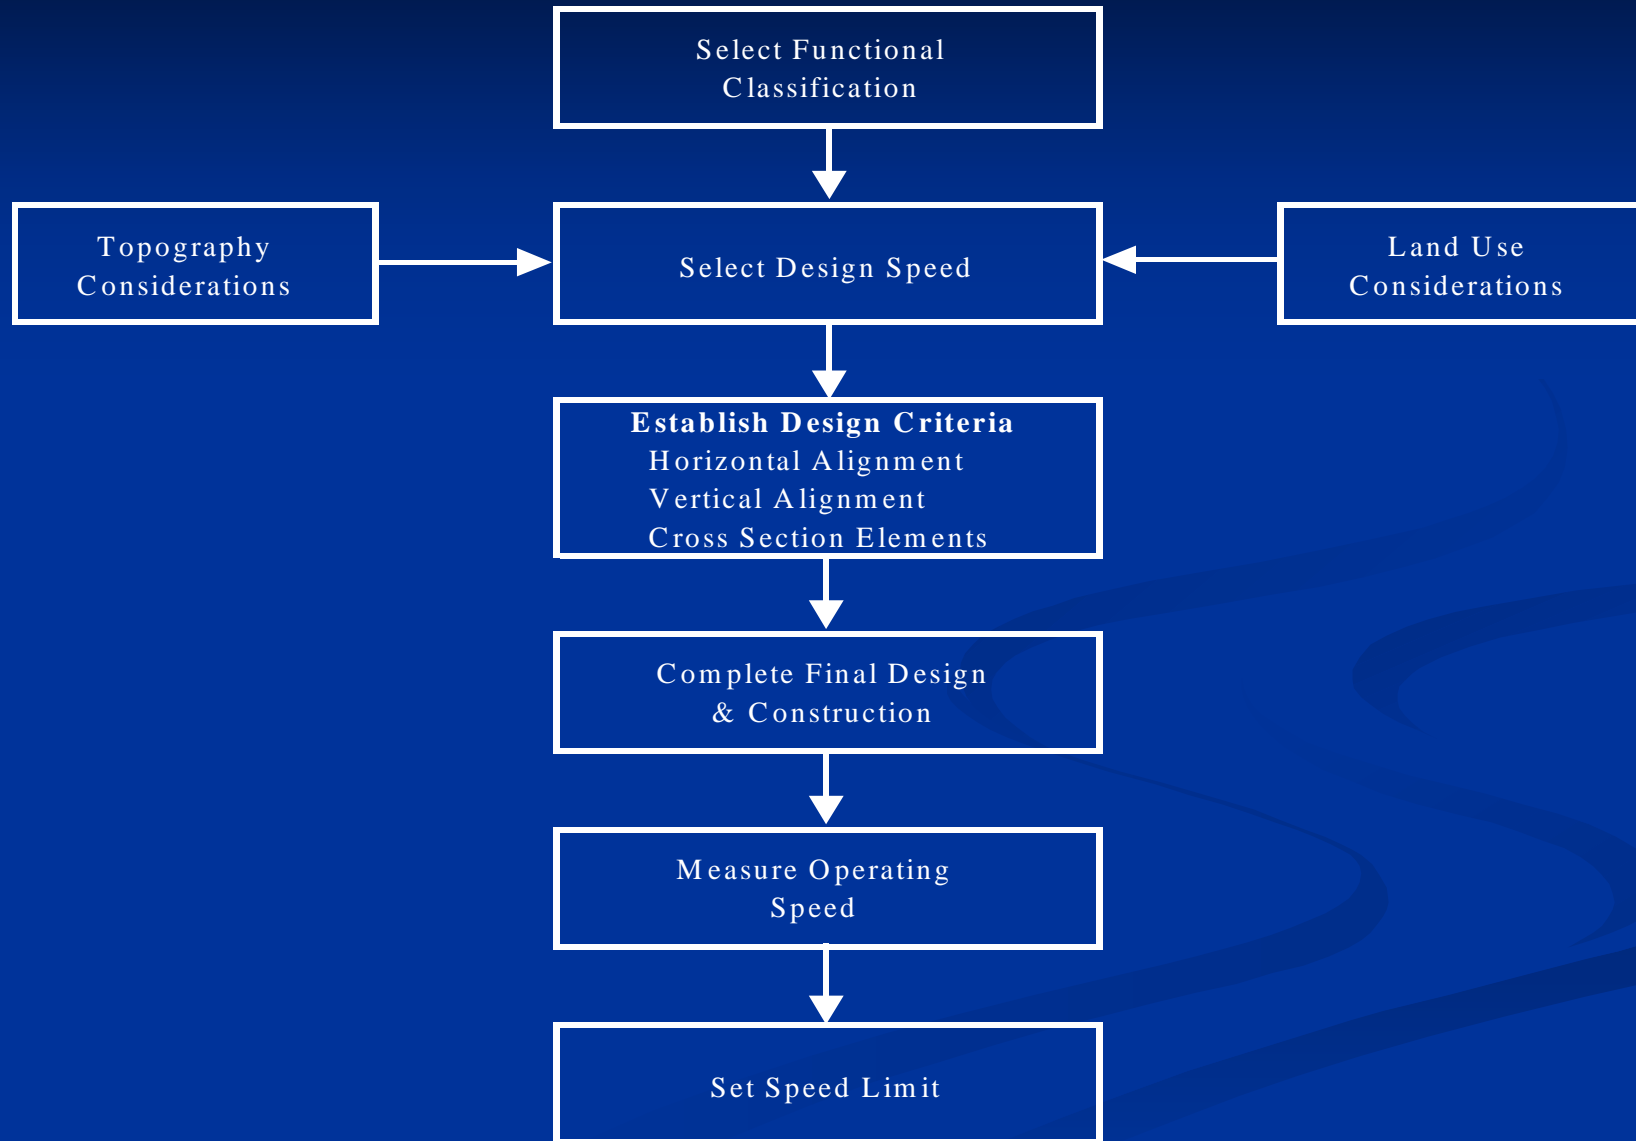 Select Functional
Classification
Topography
Considerations
Select Design Speed
Land Use
Considerations
Establish Design Criteria
Horizontal Alignment
Vertical Alignment
Cross Section Elements
Complete Final Design
& Construction
Measure Operating
Speed
Set Speed Limit